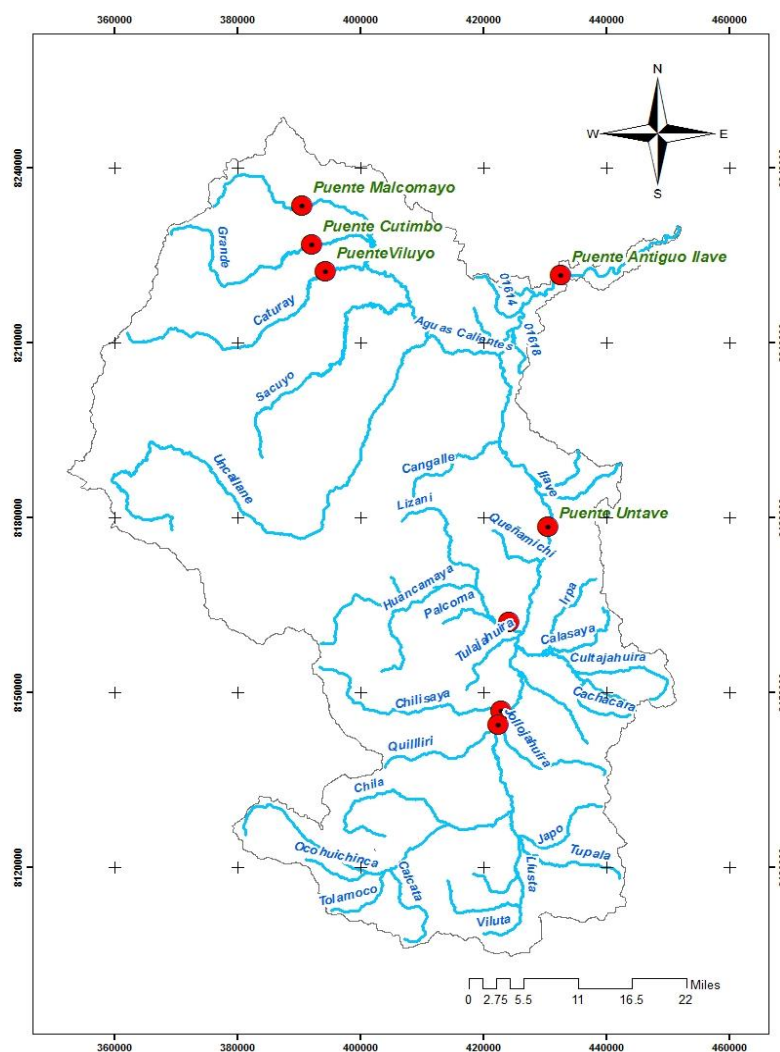 360000 380000 400000 420000 440000 460000
N
W E
S
8240000
Puente Malcomayo
Puente Cutimbo
Grande
PuenteViluyo
Puente Antiguo Ilave
01614
Caturay
Aguas Calientes
01618
8210000
Sacuyo
Cangalle
Uncallane
Ilave
Lizani
8180000
Puente Untave
Queñamichi
Huancamaya
Irpa
Palcoma
Tulajahuira
Calasaya
Cultajahuira
8150000
Chilisaya
Cachacara
Jollojahuira
Quillliri
Chila
Japo
Ocohuichinca
Tupala
Llusta
8120000
Calcata
Tolamoco
Viluta
Miles
0 2.75 5.5 11 16.5 22
360000 380000 400000 420000 440000 460000